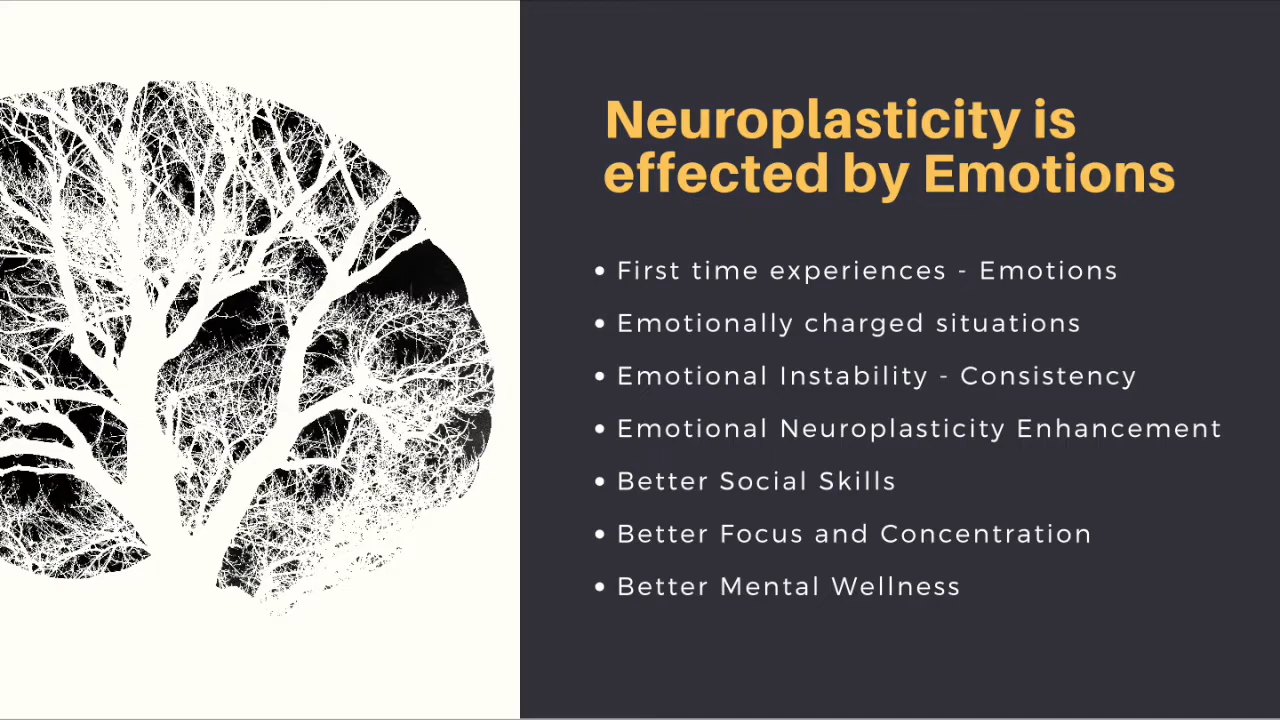 Neuroplasticity is
effected by Emotions
• First time experiences - Emotions
• Emotionally charged situations
• Emotional Instability - Consistency
• Emotional Neuroplasticity Enhancement
• Better Social Skills
• Better Focus and Concentration
• Better Mental Wellness